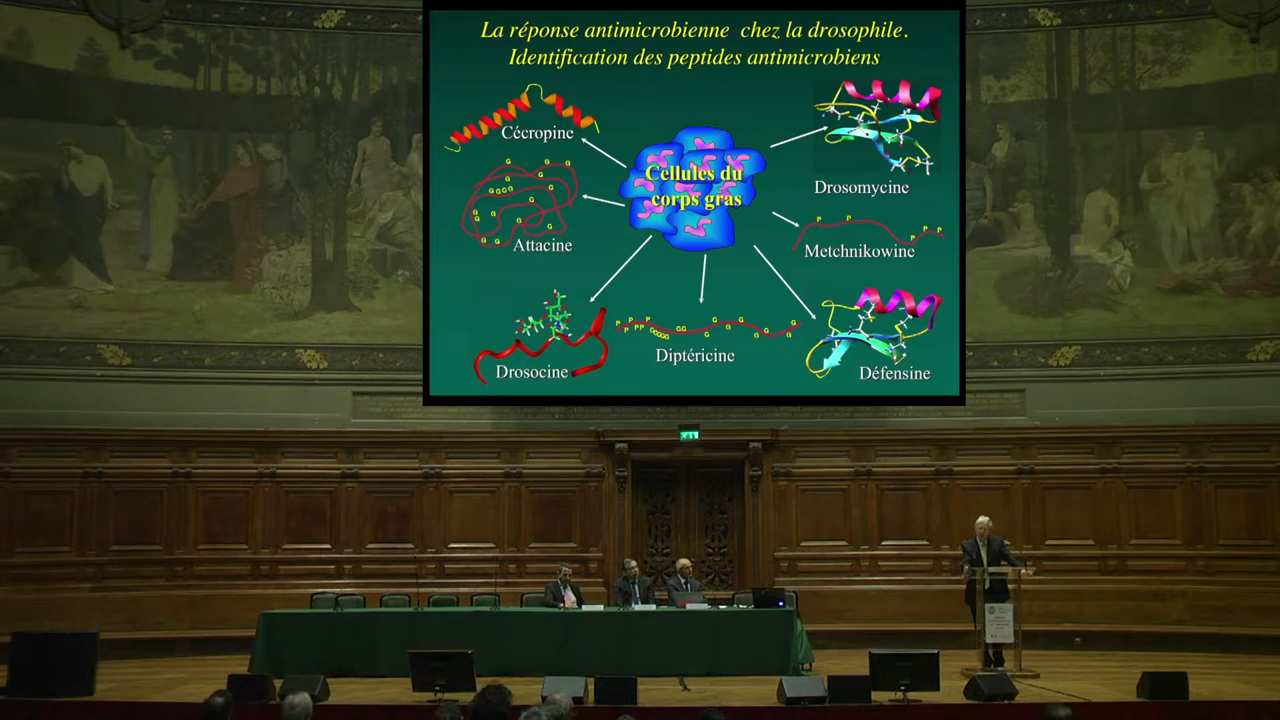 La réponse antimicrobienne chez la drosophile.
Identification des peptides antimicrobiens
Cécropine
Attacine
Drosocine
Cellules du
corps gras
Diptéricine
Drosomycine
Metchnikowine
Défensine